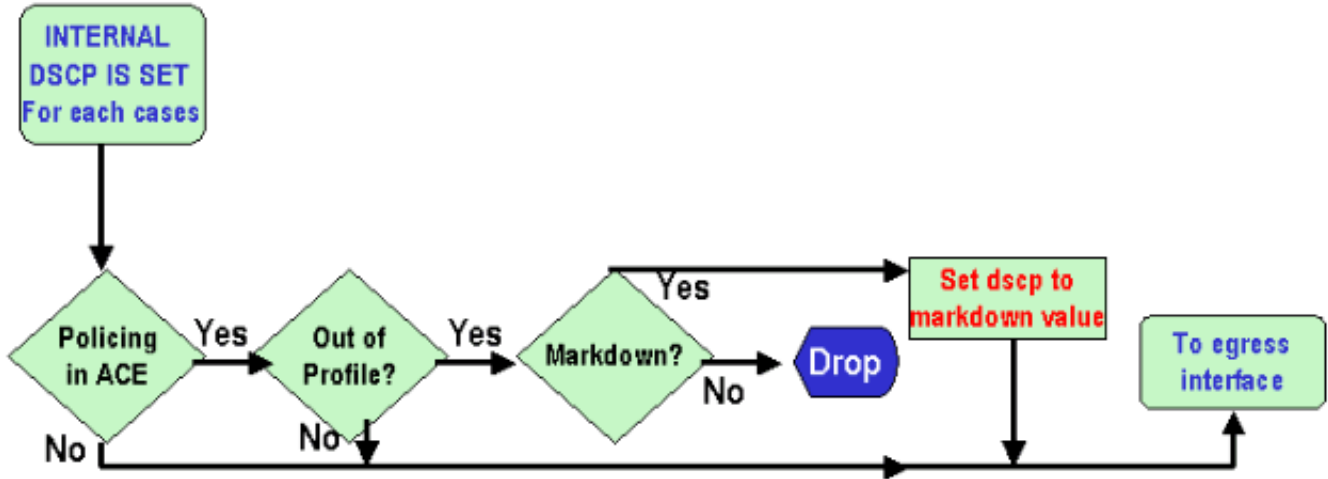 INTERNAL
DSCP IS SET
For each cases
Policing
in ACE
Yes
No
Out of
Profile?
Yes
No
Markdown?
Yes
No
Drop
Set dscp to
markdown value
To egress
interface